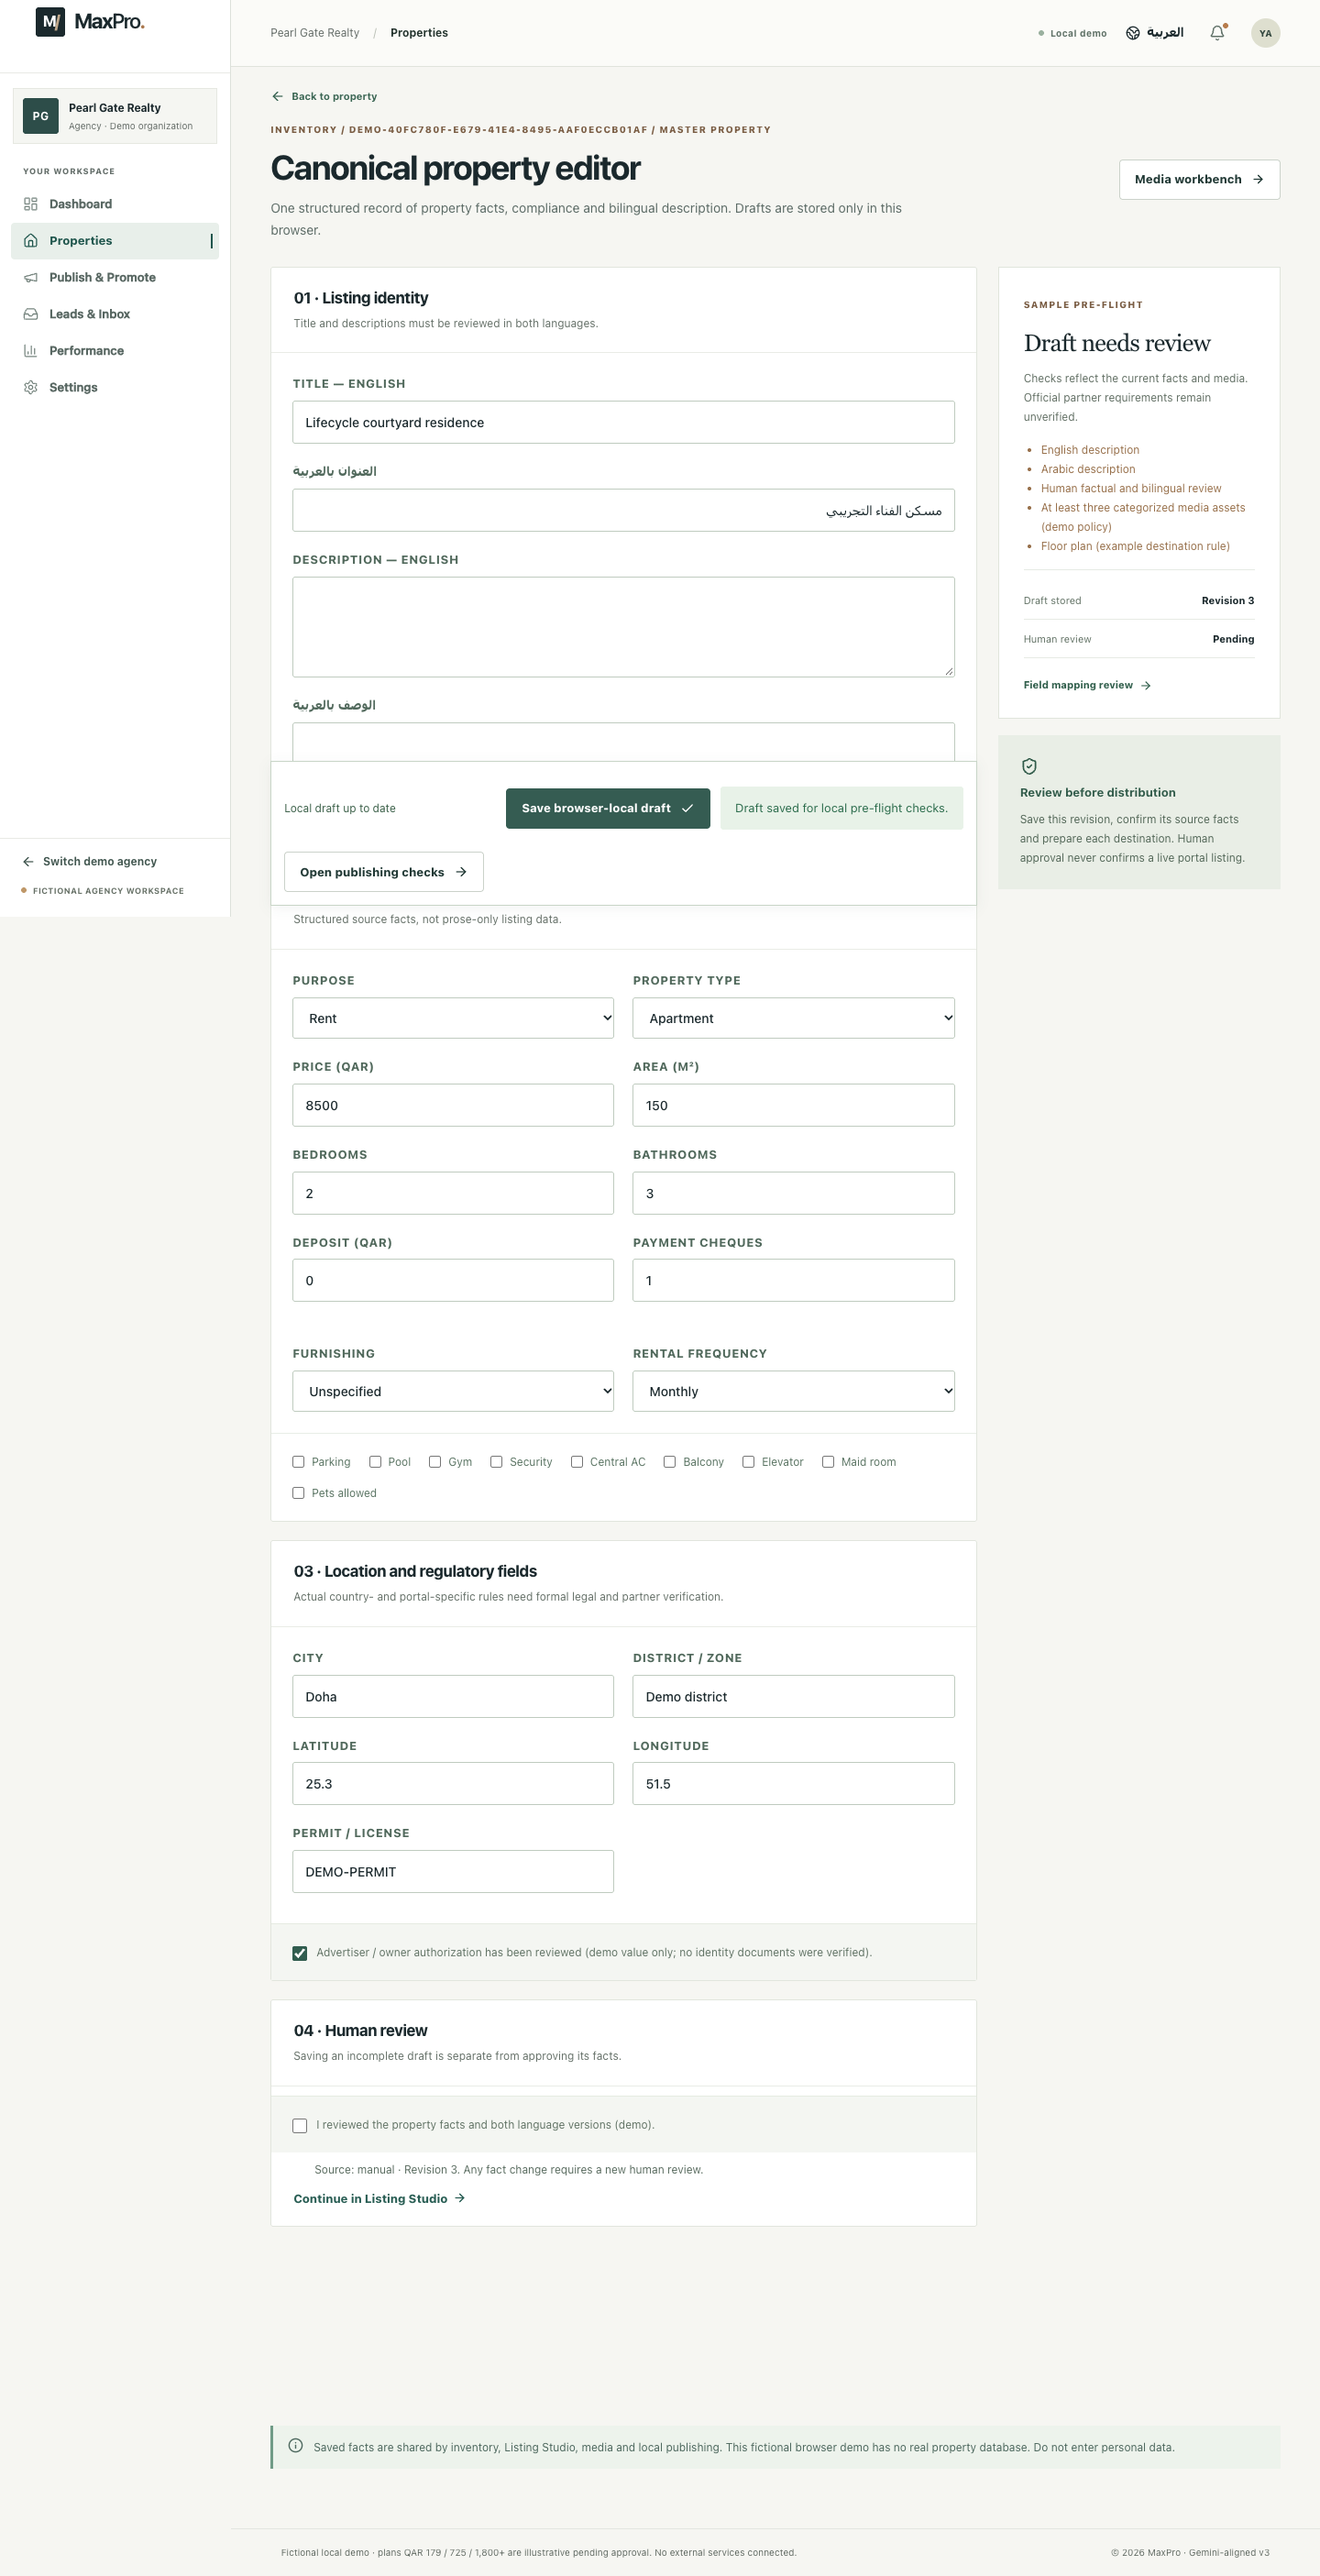 M/ MaxPro.
PG
Pearl Gate Realty
Agency · Demo organization
YOUR WORKSPACE
Dashboard
Properties
Publish & Promote
Leads & Inbox
Performance
Settings
Switch demo agency
FICTIONAL AGENCY WORKSPACE
Pearl Gate Realty / Properties
Local demo
العربية
YA
Back to property
INVENTORY / DEMO-40FC780F-E679-41E4-8495-AAF0ECCB01AF / MASTER PROPERTY
Canonical property editor
One structured record of property facts, compliance and bilingual description. Drafts are stored only in this
browser.
Media workbench
01 · Listing identity
Title and descriptions must be reviewed in both languages.
TITLE — ENGLISH
Lifecycle courtyard residence
العنوان بالعربية
مسكن الفناء التجريبي
DESCRIPTION — ENGLISH
الوصف بالعربية
Local draft up to date
Save browser-local draft
Draft saved for local pre-flight checks.
Open publishing checks
Structured source facts, not prose-only listing data.
PURPOSE
Rent
PROPERTY TYPE
Apartment
PRICE (QAR)
8500
AREA (M²)
150
BEDROOMS
2
BATHROOMS
3
DEPOSIT (QAR)
0
PAYMENT CHEQUES
1
FURNISHING
Unspecified
RENTAL FREQUENCY
Monthly
Parking Pool Gym Security Central AC Balcony Elevator Maid room
Pets allowed
03 · Location and regulatory fields
Actual country- and portal-specific rules need formal legal and partner verification.
CITY
Doha
DISTRICT / ZONE
Demo district
LATITUDE
25.3
LONGITUDE
51.5
PERMIT / LICENSE
DEMO-PERMIT
Advertiser / owner authorization has been reviewed (demo value only; no identity documents were verified).
04 · Human review
Saving an incomplete draft is separate from approving its facts.
I reviewed the property facts and both language versions (demo).
Source: manual · Revision 3. Any fact change requires a new human review.
Continue in Listing Studio
SAMPLE PRE-FLIGHT
Draft needs review
Checks reflect the current facts and media.
Official partner requirements remain
unverified.
• English description
• Arabic description
• Human factual and bilingual review
• At least three categorized media assets
(demo policy)
• Floor plan (example destination rule)
Draft stored Revision 3
Human review Pending
Field mapping review
Review before distribution
Save this revision, confirm its source facts
and prepare each destination. Human
approval never confirms a live portal listing.
Saved facts are shared by inventory, Listing Studio, media and local publishing. This fictional browser demo has no real property database. Do not enter personal data.
Fictional local demo · plans QAR 179 / 725 / 1,800+ are illustrative pending approval. No external services connected.
© 2026 MaxPro · Gemini-aligned v3